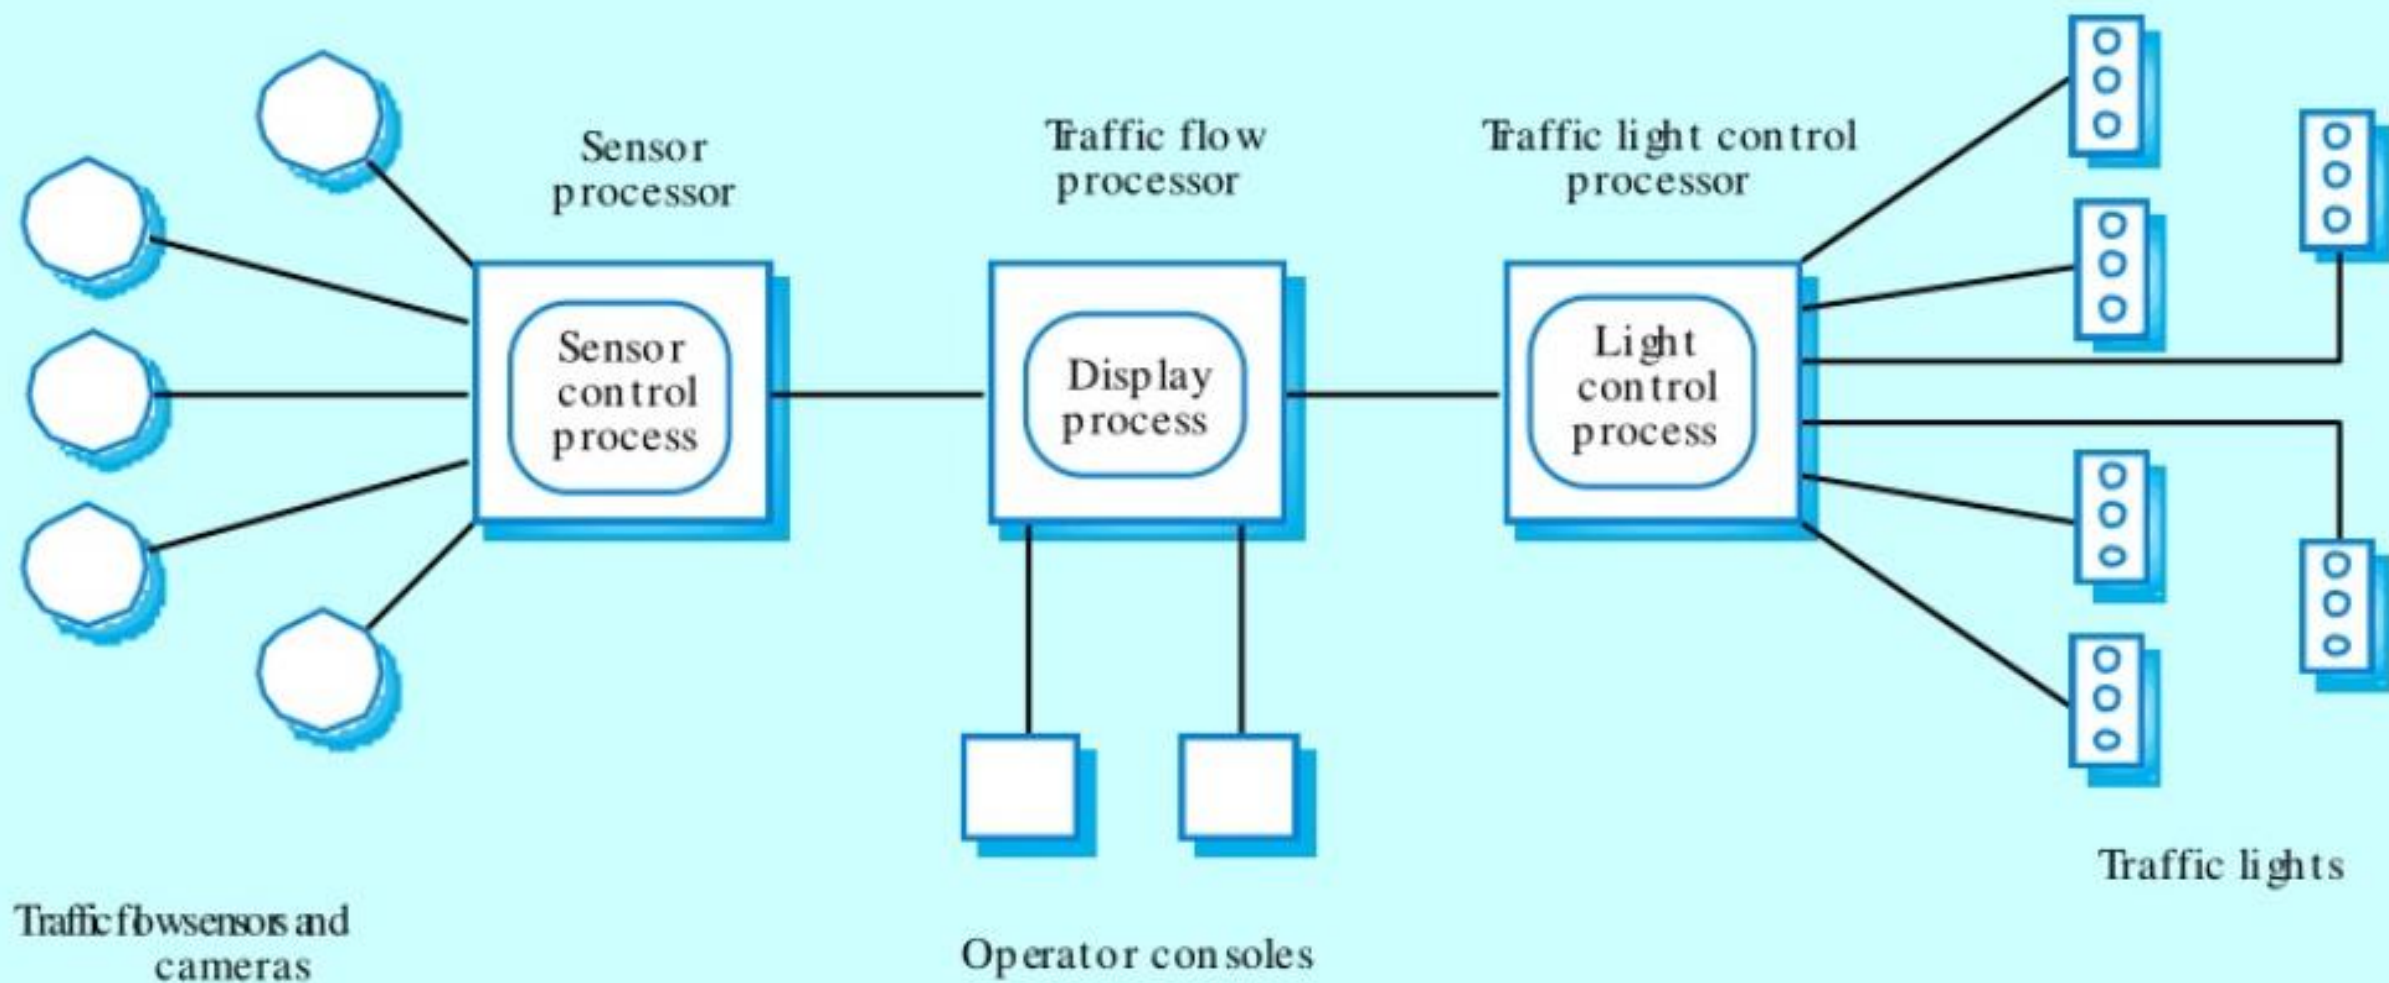 Sensor
processor
Traffic flow
processor
Traffic light control
processor
Sensor
control
process
Display
process
Light
control
process
Traffic lights
Traffic flow sensors and
cameras
Operator consoles